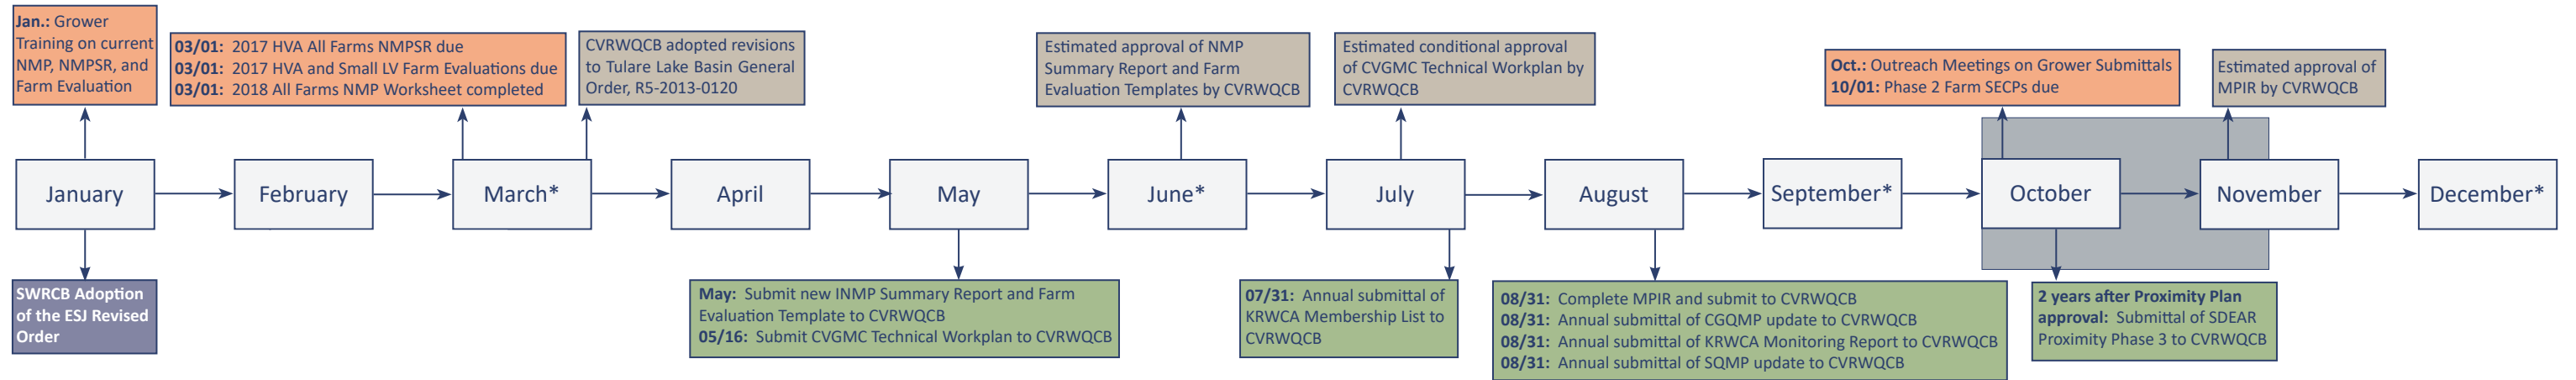 Jan.: Grower
Training on current
NMP, NMPSR, and
Farm Evaluation
03/01: 2017 HVA All Farms NMPSR due
03/01: 2017 HVA and Small LV Farm Evaluations due
03/01: 2018 All Farms NMP Worksheet completed
CVRWQCB adopted revisions
to Tulare Lake Basin General
Order, R5-2013-0120
Estimated approval of NMP
Summary Report and Farm
Evaluation Templates by CVRWQCB
Estimated conditional approval
of CVGMC Technical Workplan by
CVRWQCB
Oct.: Outreach Meetings on Grower Submittals
10/01: Phase 2 Farm SECPs due
Estimated approval of
MPIR by CVRWQCB
January
February
March*
April
May
June*
July
August
September*
October
November
December*
SWRCB Adoption
of the ESJ Revised
Order
May: Submit new INMP Summary Report and Farm
Evaluation Template to CVRWQCB
05/16: Submit CVGMC Technical Workplan to CVRWQCB
07/31: Annual submittal of
KRWCA Membership List to
CVRWQCB
08/31: Complete MPIR and submit to CVRWQCB
08/31: Annual submittal of CGQMP update to CVRWQCB
08/31: Annual submittal of KRWCA Monitoring Report to CVRWQCB
08/31: Annual submittal of SQMP update to CVRWQCB
2 years after Proximity Plan
approval: Submittal of SDEAR
Proximity Phase 3 to CVRWQCB